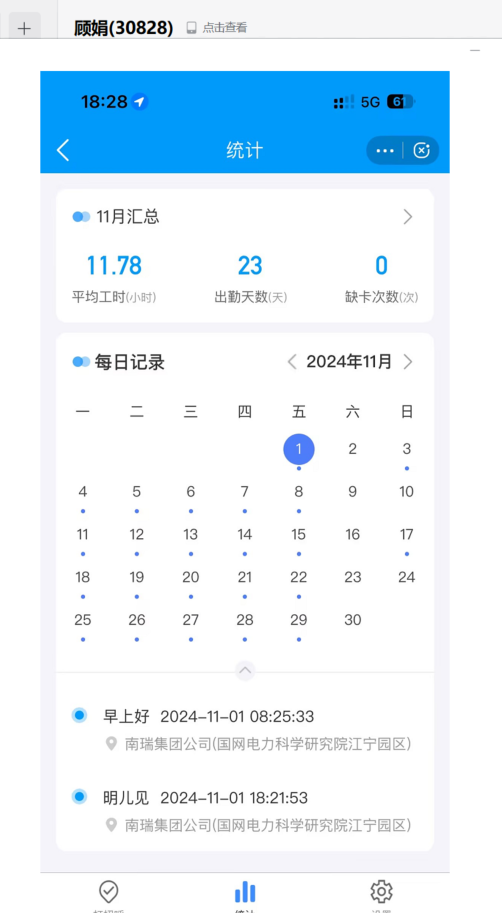 顾娟(30828) 点击查看
18:28 5G 61
统计
11月汇总
11.78 23 0
平均工时(小时) 出勤天数(天) 缺卡次数(次)
每日记录 2024年11月
一 二 三 四 五 六 日
1 2 3
4 5 6 7 8 9 10
11 12 13 14 15 16 17
18 19 20 21 22 23 24
25 26 27 28 29 30
早上好 2024-11-01 08:25:33
南瑞集团公司(国网电力科学研究院江宁园区)
明儿见 2024-11-01 18:21:53
南瑞集团公司(国网电力科学研究院江宁园区)